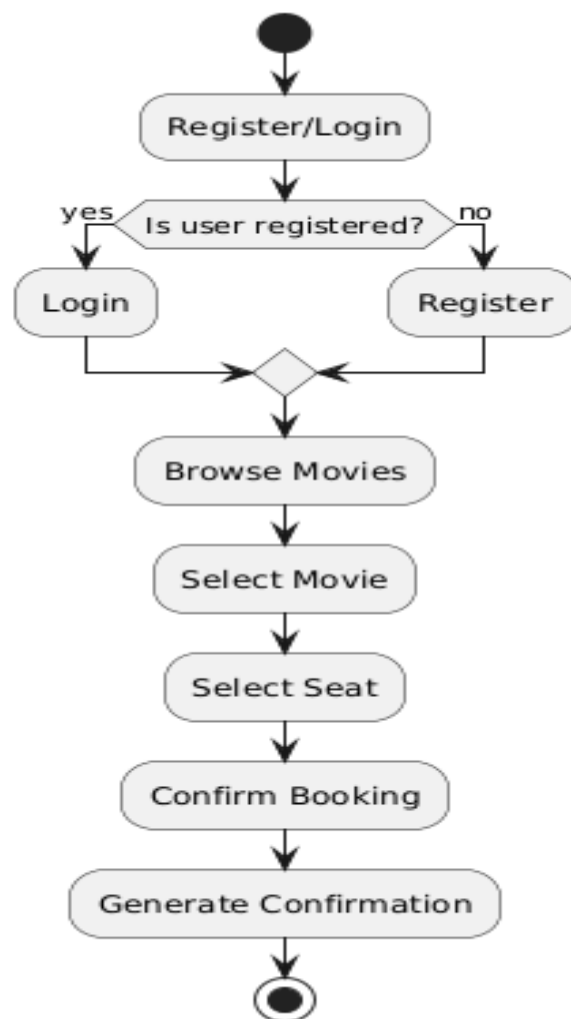 Register/Login
yes
Is user registered?
no
Login
Register
Browse Movies
Select Movie
Select Seat
Confirm Booking
Generate Confirmation